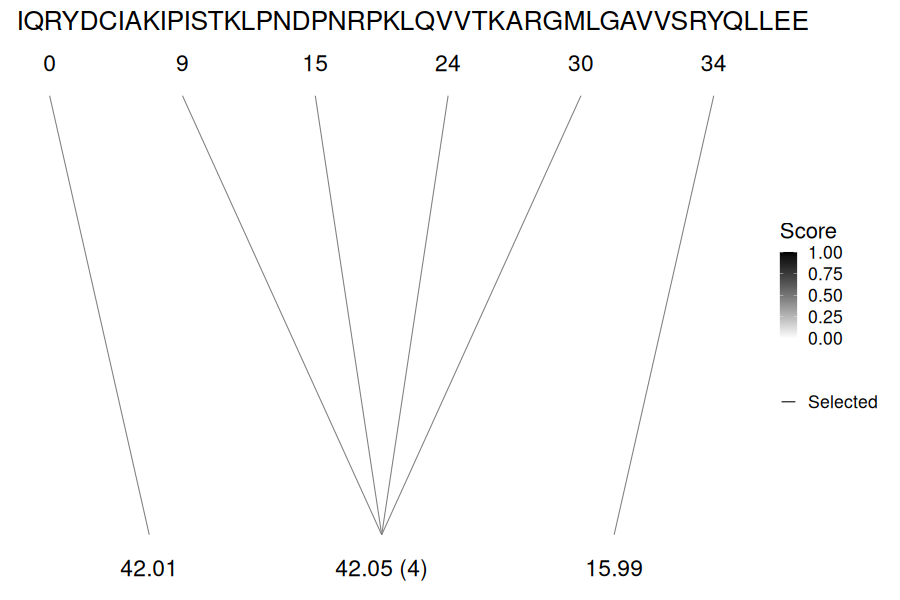 IQRYDCIAKIPISTKLPNDPNRPKLQVVTKARGMLGAVVSRYQLLEE
0 9 15 24 30 34
Score
1.00
0.75
0.50
0.25
0.00
Selected
42.01 42.05 (4) 15.99